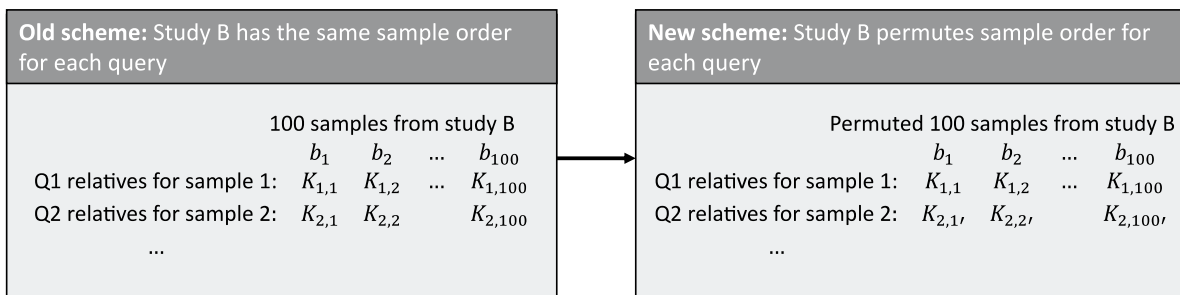 Old scheme: Study B has the same sample order
for each query
100 samples from study B
b₁ b₂ ... b₁₀₀
Q1 relatives for sample 1: K₁,₁ K₁,₂ ... K₁,₁₀₀
Q2 relatives for sample 2: K₂,₁ K₂,₂ K₂,₁₀₀
...
New scheme: Study B permutes sample order for
each query
Permuted 100 samples from study B
b₁ b₂ ... b₁₀₀
Q1 relatives for sample 1: K₁,₁ K₁,₂ ... K₁,₁₀₀
Q2 relatives for sample 2: K₂,₁, K₂,₂, K₂,₁₀₀,
...